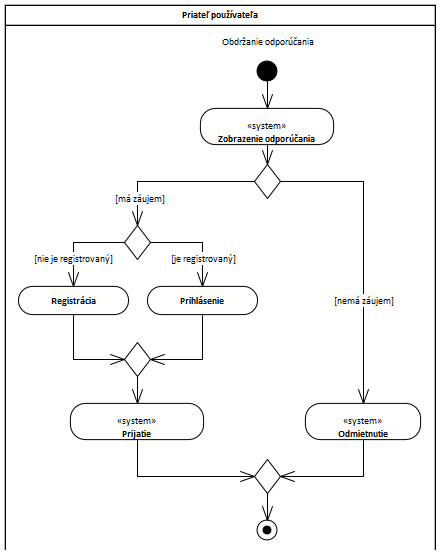 Priateľ používateľa
Obdržanie odporúčania
«system»
Zobrazenie odporúčania
[má záujem]
[nie je registrovaný]
[je registrovaný]
Registrácia
Prihlásenie
[nemá záujem]
«system»
Prijatie
«system»
Odmietnutie